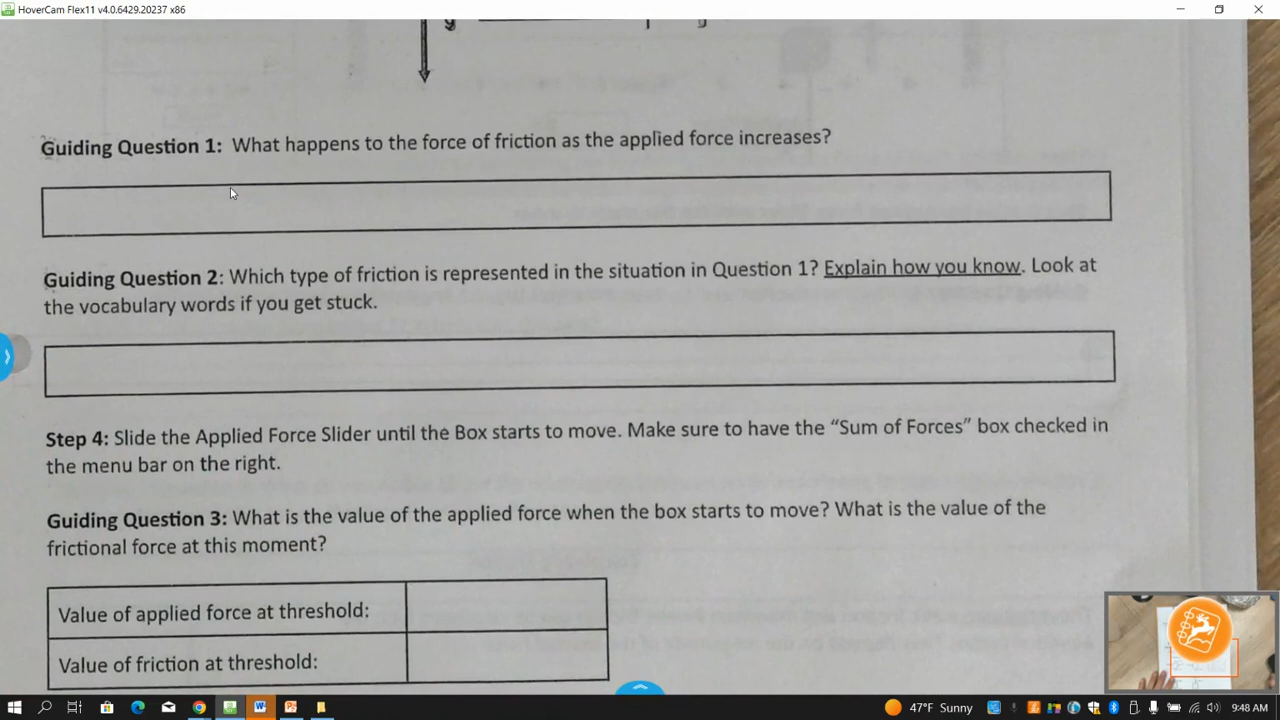 HoverCam Flex11 v4.0.6429.20237 x86
Guiding Question 1: What happens to the force of friction as the applied force increases?
Guiding Question 2: Which type of friction is represented in the situation in Question 1? Explain how you know. Look at
the vocabulary words if you get stuck.
Step 4: Slide the Applied Force Slider until the Box starts to move. Make sure to have the “Sum of Forces” box checked in
the menu bar on the right.
Guiding Question 3: What is the value of the applied force when the box starts to move? What is the value of the
frictional force at this moment?
Value of applied force at threshold:
Value of friction at threshold:
47°F Sunny
9:48 AM